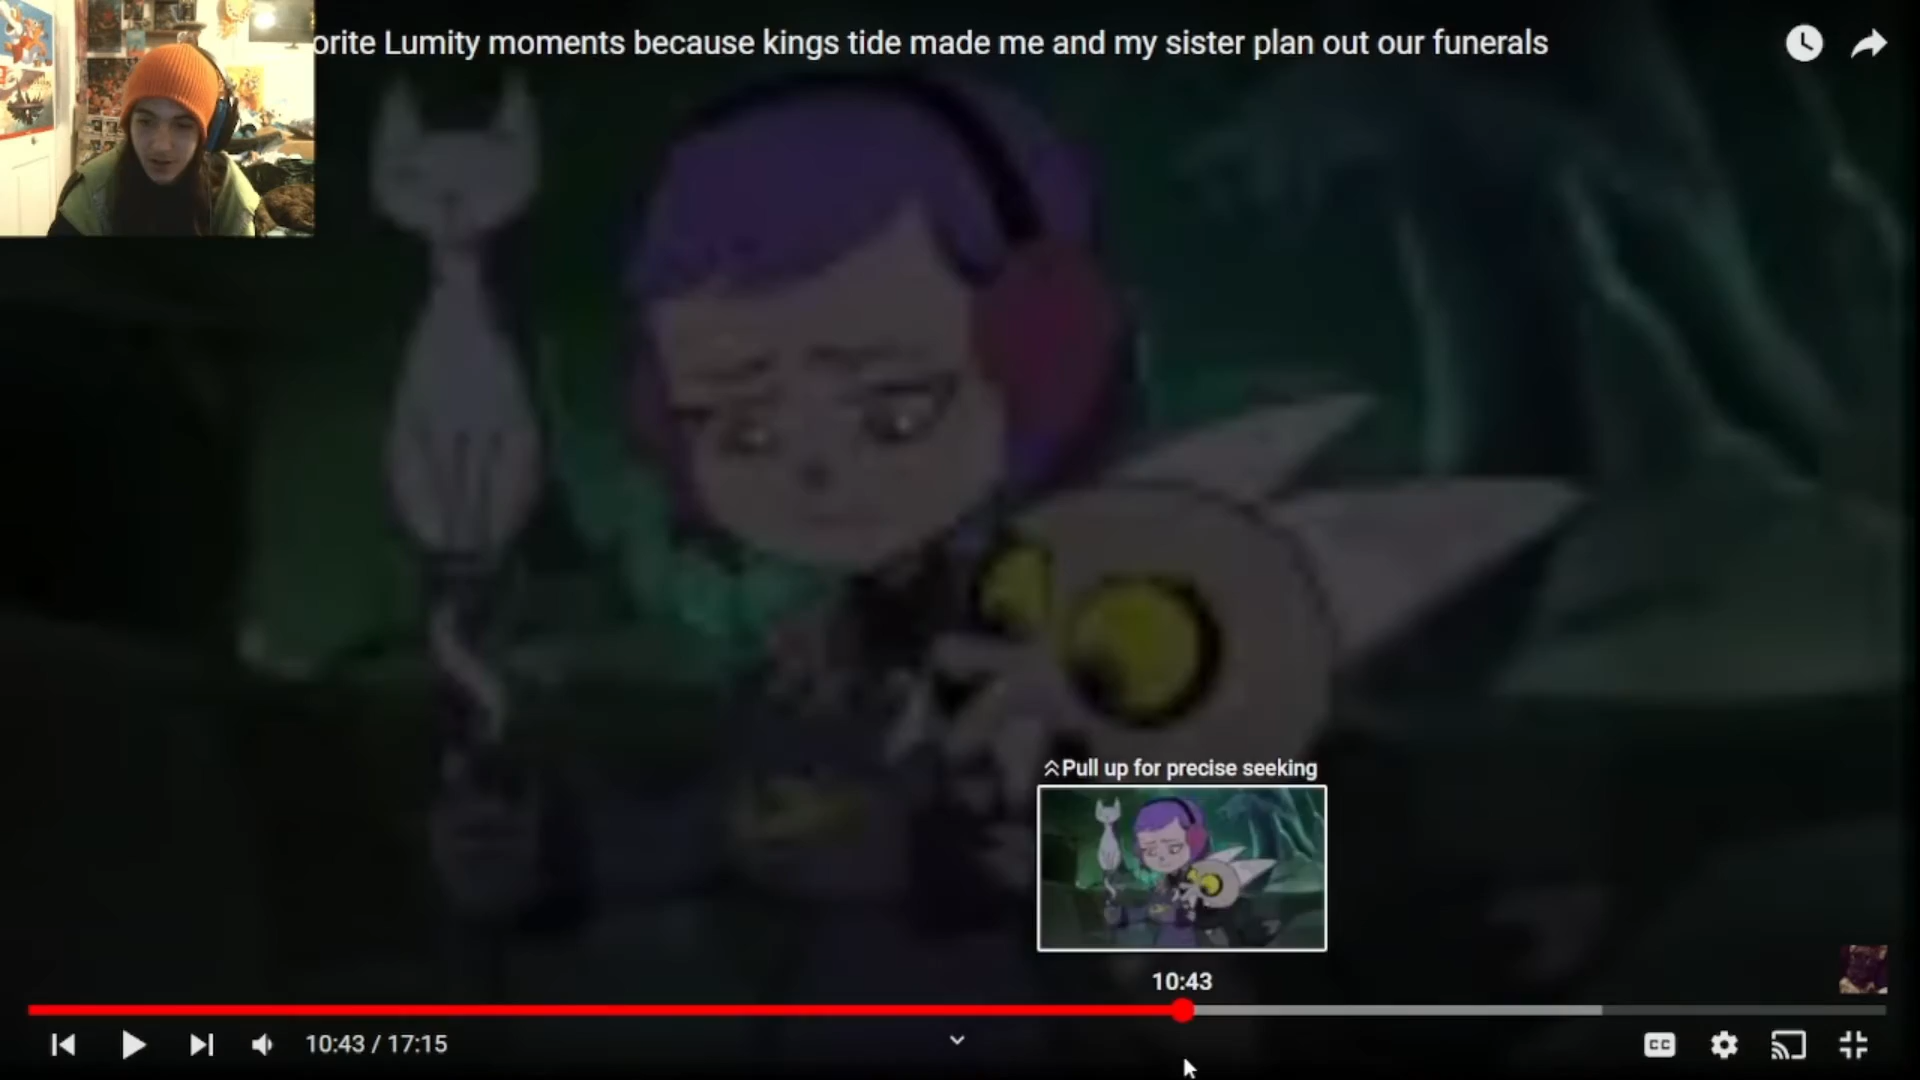 orite Lumity moments because kings tide made me and my sister plan out our funerals
Pull up for precise seeking
10:43
10:43 / 17:15
CC